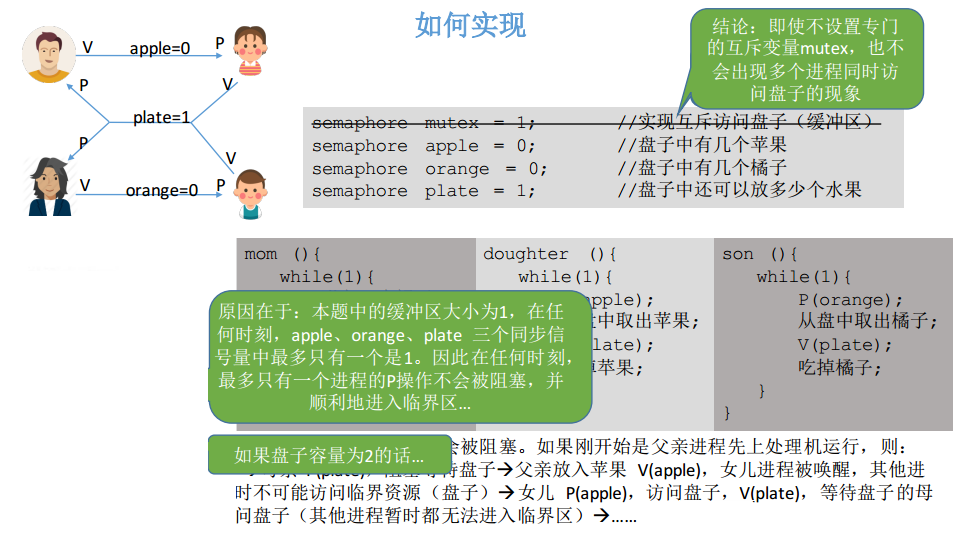 如何实现
结论：即使不设置专门
的互斥变量mutex，也不
会出现多个进程同时访
问盘子的现象
V apple=0 P
P V
plate=1
P V
V orange=0 P
semaphore mutex = 1; //实现互斥访问盘子（缓冲区）
semaphore apple = 0; //盘子中有几个苹果
semaphore orange = 0; //盘子中有几个橘子
semaphore plate = 1; //盘子中还可以放多少个水果
mom (){
while(1){
doughter (){
while(1){
apple);
中取出苹果;
late);
苹果;
son (){
while(1){
P(orange);
从盘中取出橘子;
V(plate);
吃掉橘子;
}
}
原因在于：本题中的缓冲区大小为1，在任
何时刻，apple、orange、plate 三个同步信
号量中最多只有一个是1。因此在任何时刻，
最多只有一个进程的P操作不会被阻塞，并
顺利地进入临界区…
如果盘子容量为2的话…
会被阻塞。如果刚开始是父亲进程先上处理机运行，则：
等待盘子→父亲放入苹果 V(apple)，女儿进程被唤醒，其他进
时不可能访问临界资源（盘子）→女儿 P(apple)，访问盘子，V(plate)，等待盘子的母
问盘子（其他进程暂时都无法进入临界区）→……